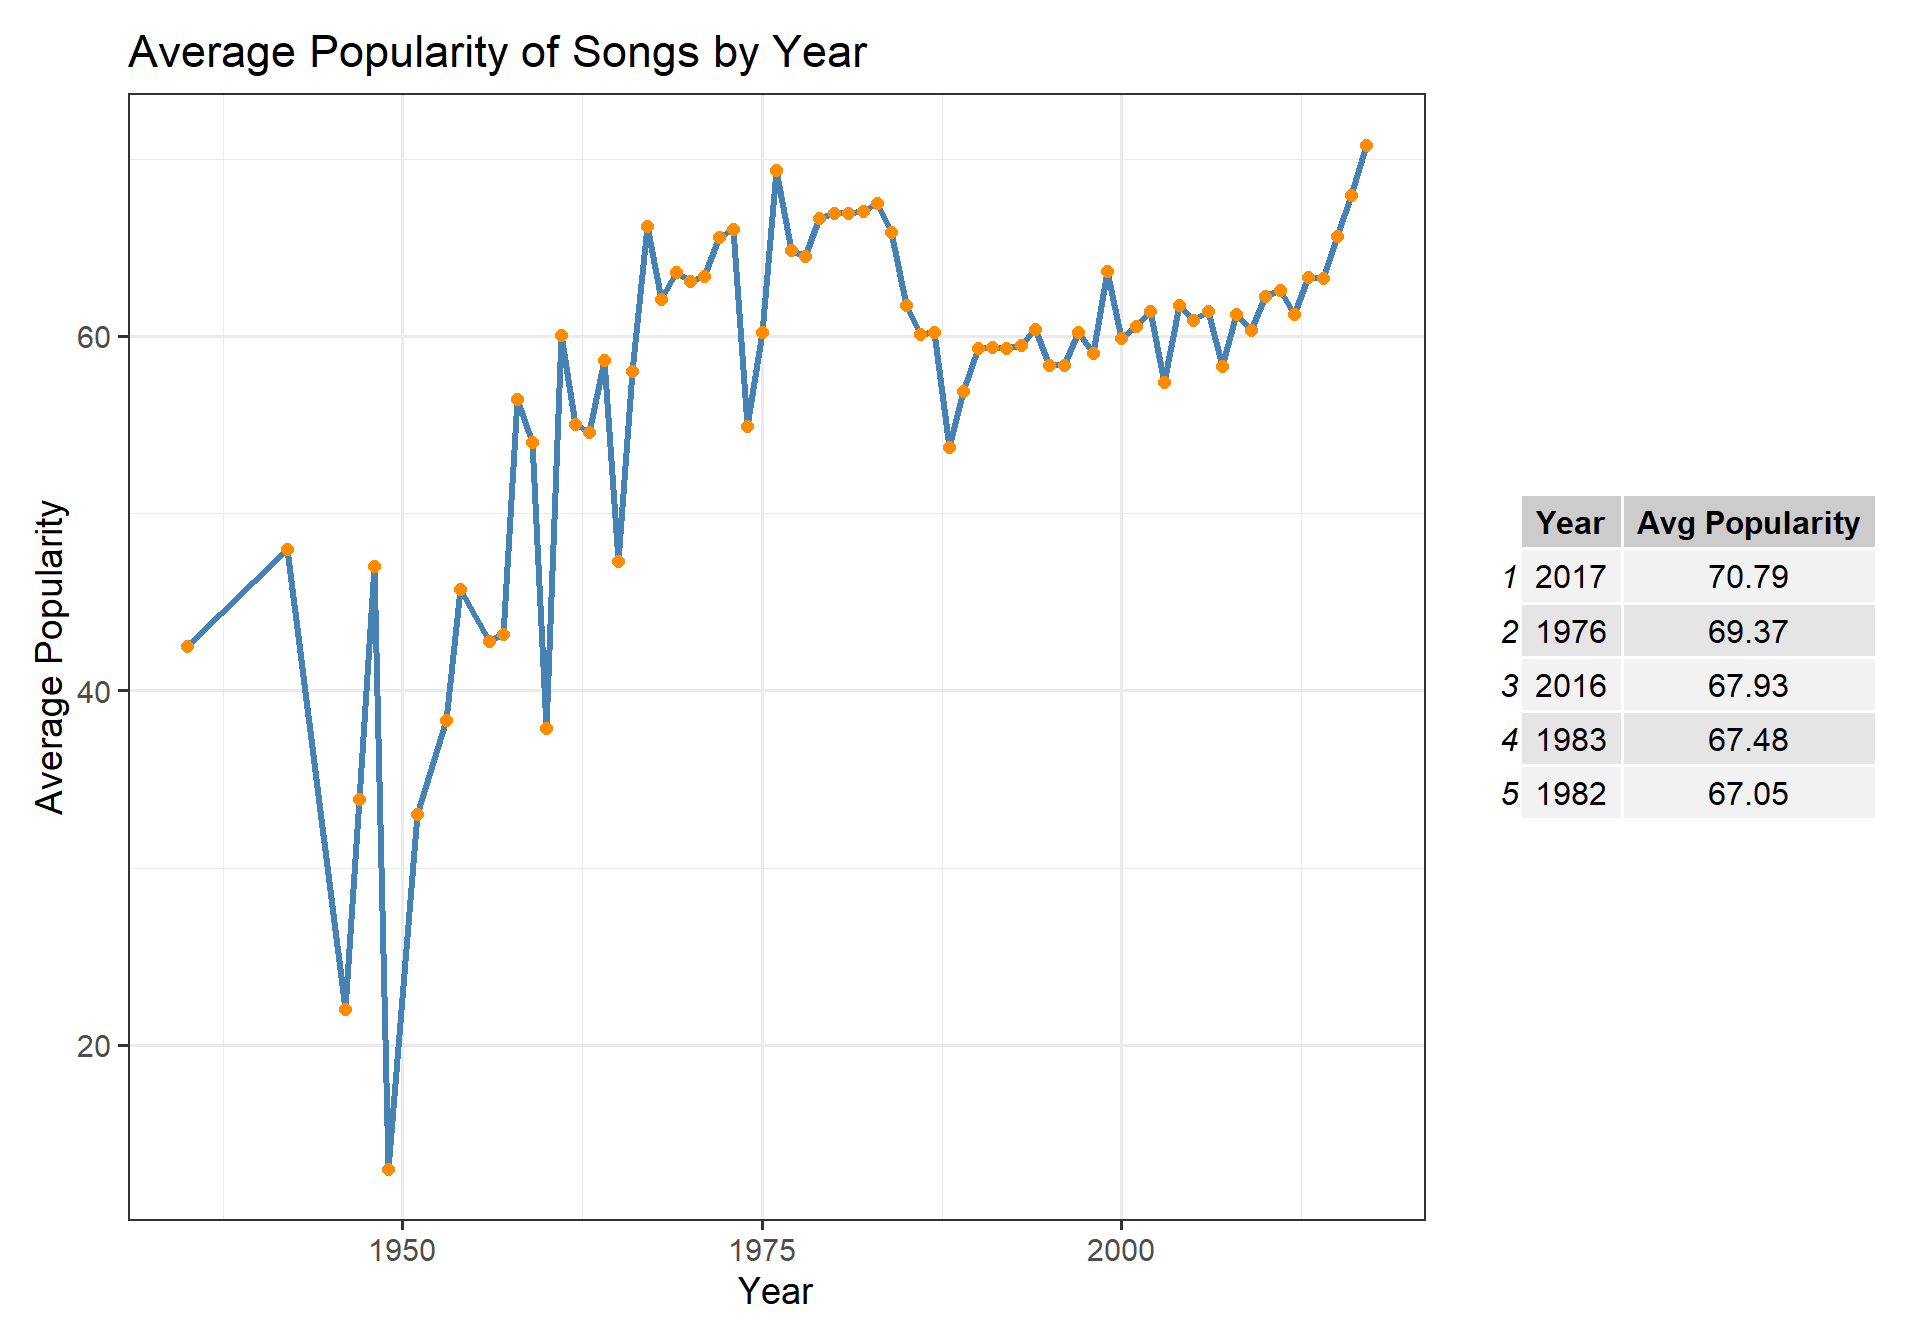 Average Popularity of Songs by Year
Average Popularity
60
40
20
1950 1975 2000
Year
Year Avg Popularity
1 2017 70.79
2 1976 69.37
3 2016 67.93
4 1983 67.48
5 1982 67.05